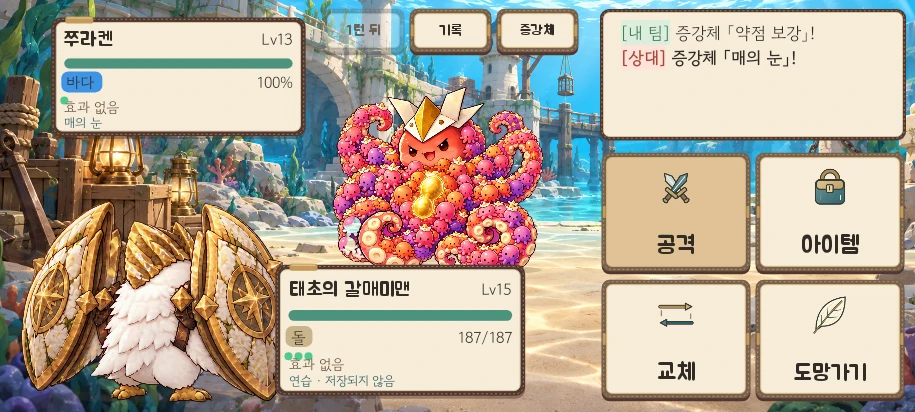 쭈라켄 Lv13
바다 100%
효과 없음
매의 눈
1턴 뒤
기록
증강체
[내 팀] 증강체 「약점 보강」!
[상대] 증강체 「매의 눈」!
태초의 갈매미맨 Lv15
돌 187/187
효과 없음
연습 · 저장되지 않음
공격
아이템
교체
도망가기